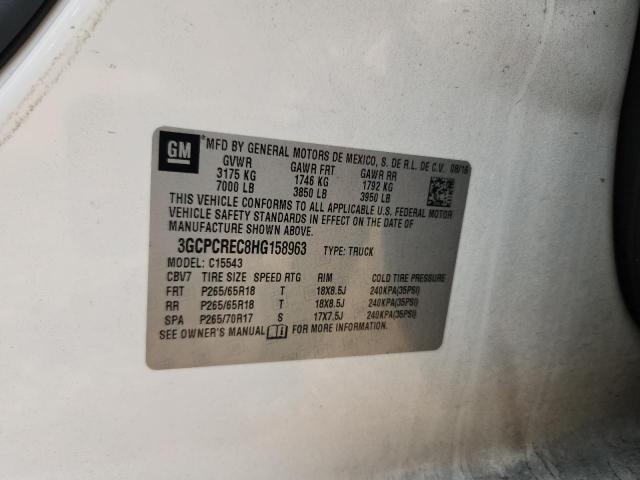 GM
*MFD BY GENERAL MOTORS DE MEXICO, S. DE R.L. DE C.V. 08/16
GVWR GAWR FRT GAWR RR
3175 KG 1746 KG 1792 KG
7000 LB 3850 LB 3950 LB
THIS VEHICLE CONFORMS TO ALL APPLICABLE U.S. FEDERAL MOTOR
VEHICLE SAFETY STANDARDS IN EFFECT ON THE DATE OF
MANUFACTURE SHOWN ABOVE.
3GCPCREC8HG158963 TYPE: TRUCK
MODEL: C15543
CBV7 TIRE SIZE SPEED RTG RIM COLD TIRE PRESSURE
FRT P265/65R18 T 18X8.5J 240KPA(35PSI)
RR P265/65R18 T 18X8.5J 240KPA(35PSI)
SPA P265/70R17 S 17X7.5J 240KPA(35PSI)
SEE OWNER'S MANUAL FOR MORE INFORMATION.